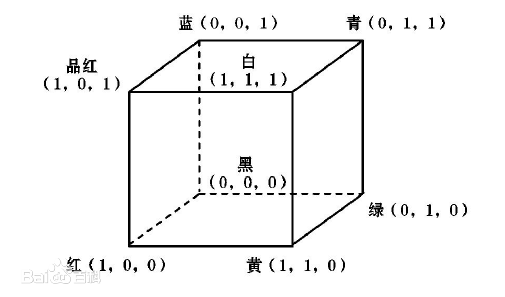 蓝(0, 0, 1)
青(0, 1, 1)
品红
(1, 0, 1)
白
(1, 1, 1)
黑
(0, 0, 0)
绿(0, 1, 0)
红(1, 0, 0)
黄(1, 1, 0)
Bai百科